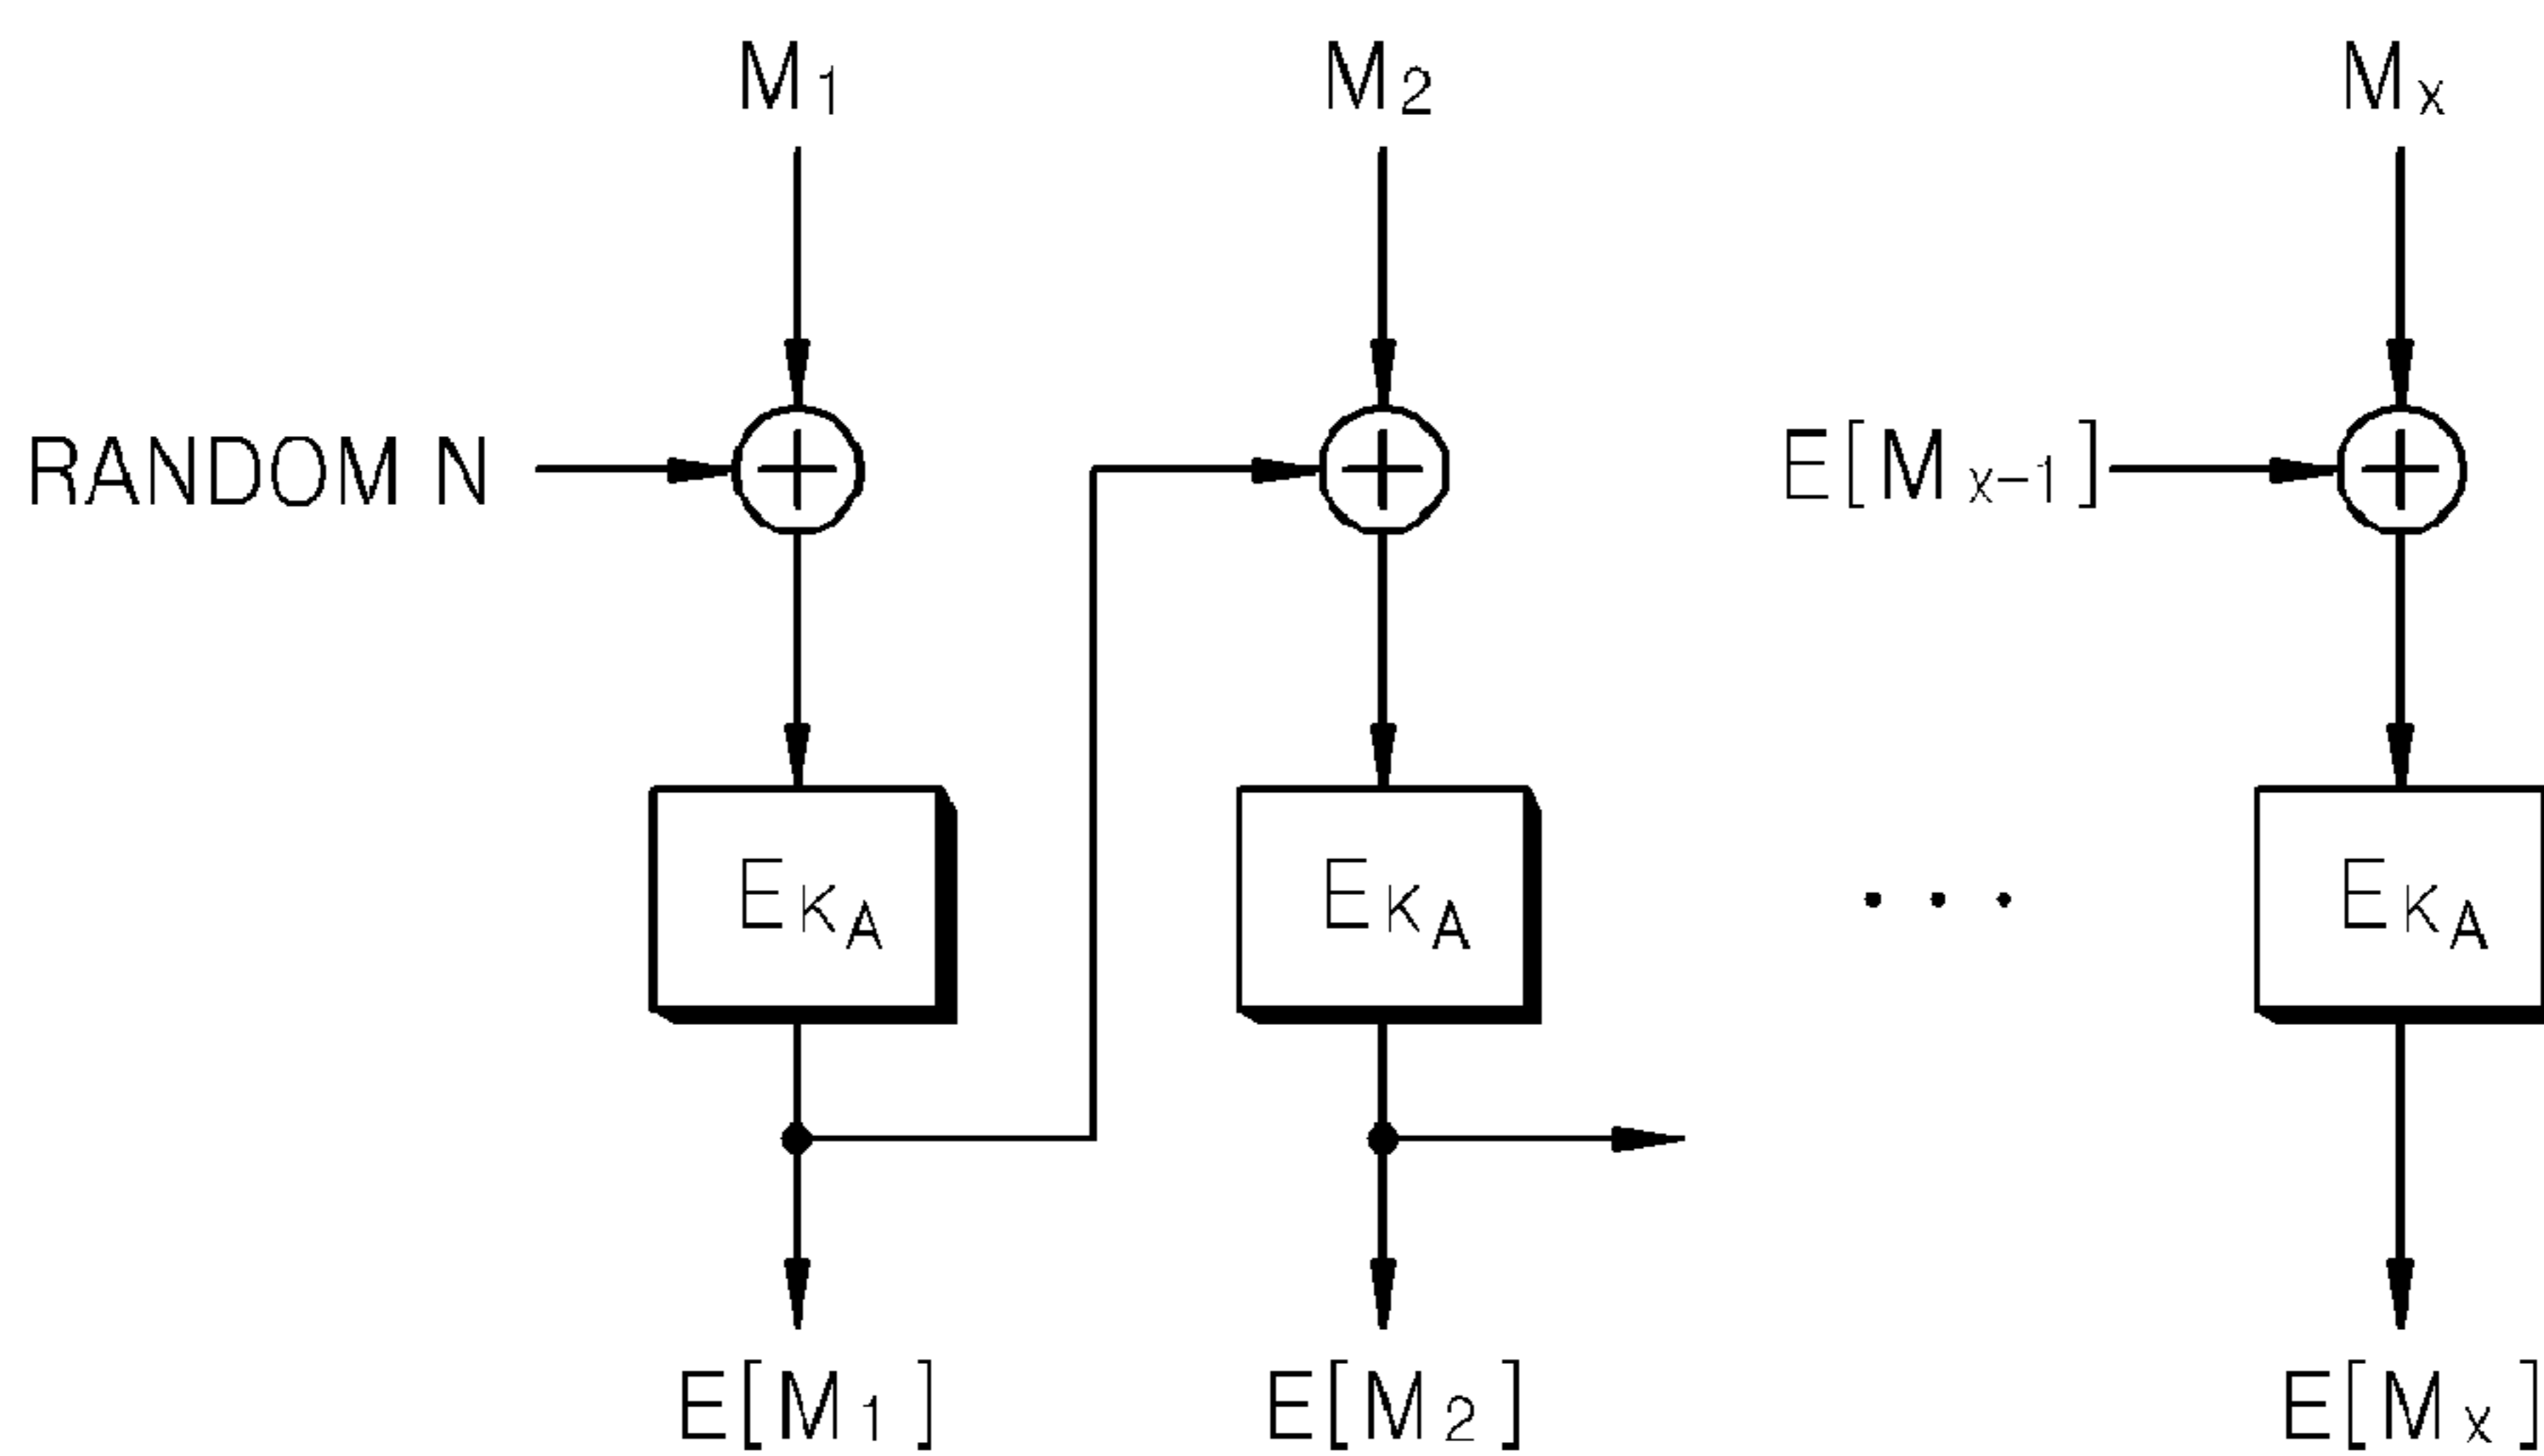 M1 M2 Mx
RANDOM N E[Mx-1]
EKA EKA ... EKA
E[M1] E[M2] E[Mx]